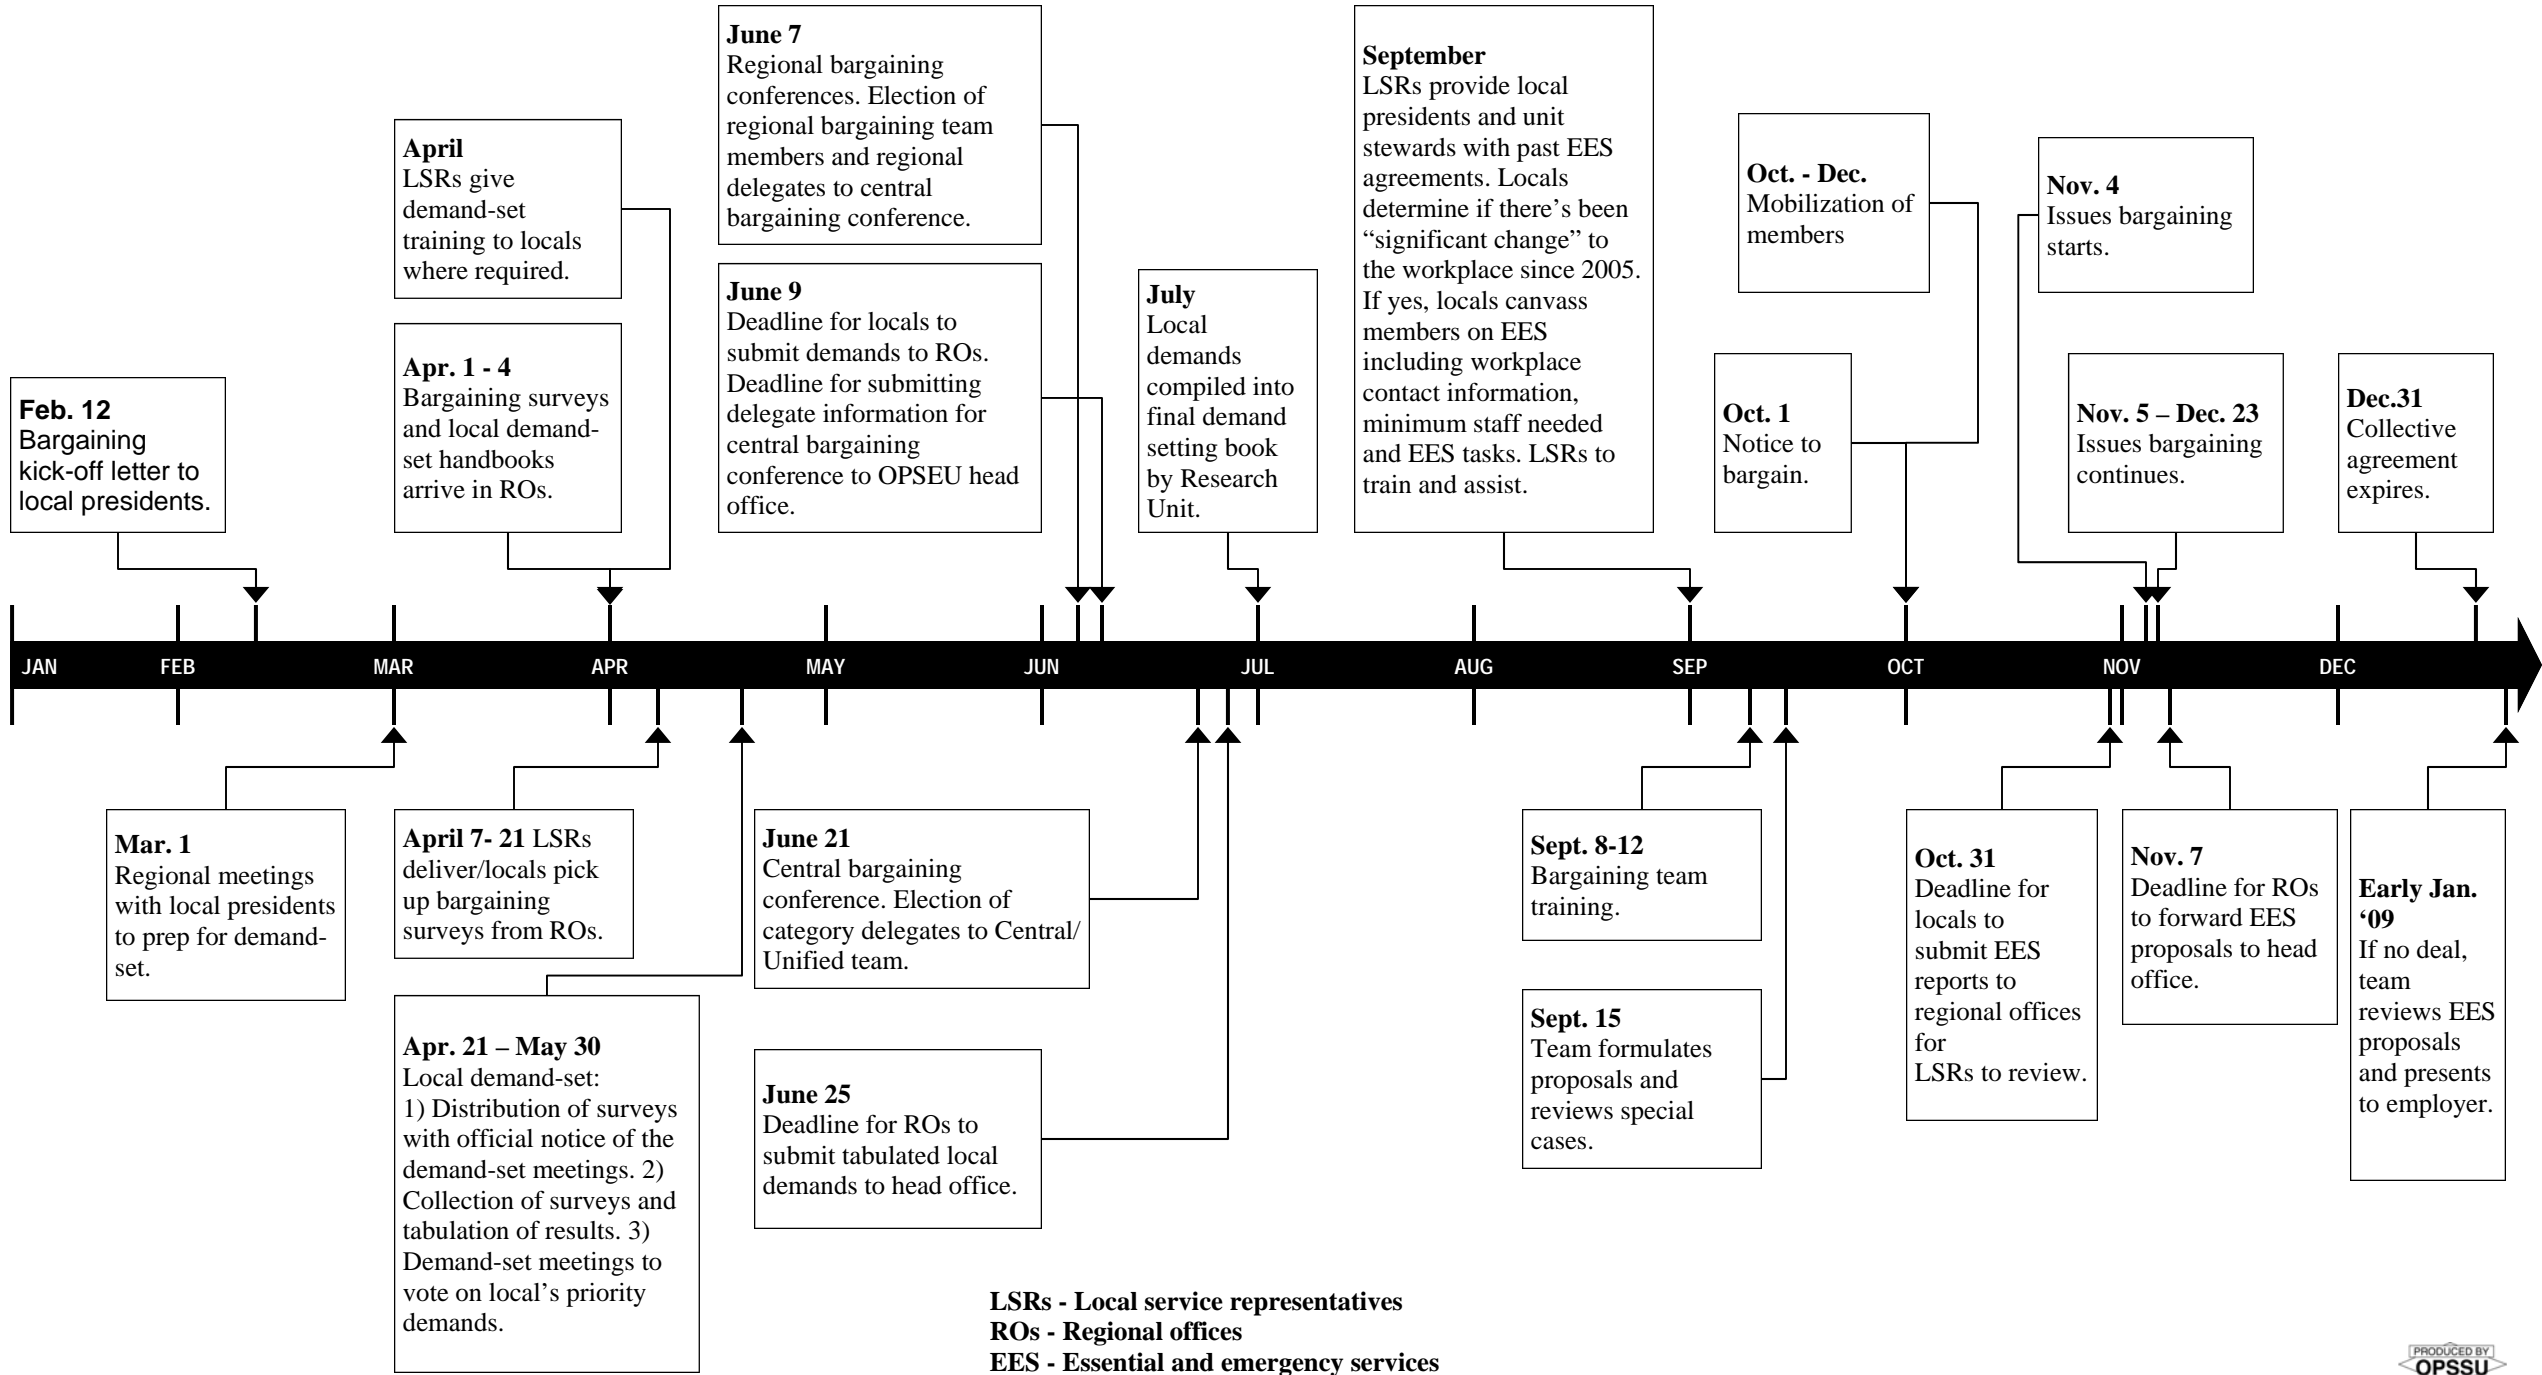 June 7
Regional bargaining
conferences. Election of
regional bargaining team
members and regional
delegates to central
bargaining conference.
September
LSRs provide local
presidents and unit
stewards with past EES
agreements. Locals
determine if there’s been
“significant change” to
the workplace since 2005.
If yes, locals canvass
members on EES
including workplace
contact information,
minimum staff needed
and EES tasks. LSRs to
train and assist.
April
LSRs give
demand-set
training to locals
where required.
Oct. - Dec.
Mobilization of
members
Nov. 4
Issues bargaining
starts.
June 9
Deadline for locals to
submit demands to ROs.
Deadline for submitting
delegate information for
central bargaining
conference to OPSEU head
office.
July
Local
demands
compiled into
final demand
setting book
by Research
Unit.
Apr. 1 - 4
Bargaining surveys
and local demand-
set handbooks
arrive in ROs.
Feb. 12
Bargaining
kick-off letter to
local presidents.
Oct. 1
Notice to
bargain.
Nov. 5 – Dec. 23
Issues bargaining
continues.
Dec.31
Collective
agreement
expires.
JAN FEB MAR APR MAY JUN JUL AUG SEP OCT NOV DEC
Mar. 1
Regional meetings
with local presidents
to prep for demand-
set.
April 7- 21 LSRs
deliver/locals pick
up bargaining
surveys from ROs.
Apr. 21 – May 30
Local demand-set:
1) Distribution of surveys
with official notice of the
demand-set meetings. 2)
Collection of surveys and
tabulation of results. 3)
Demand-set meetings to
vote on local’s priority
demands.
June 21
Central bargaining
conference. Election of
category delegates to Central/
Unified team.
June 25
Deadline for ROs to
submit tabulated local
demands to head office.
Sept. 8-12
Bargaining team
training.
Sept. 15
Team formulates
proposals and
reviews special
cases.
Oct. 31
Deadline for
locals to
submit EES
reports to
regional offices
for
LSRs to review.
Nov. 7
Deadline for ROs
to forward EES
proposals to head
office.
Early Jan.
‘09
If no deal,
team
reviews EES
proposals
and presents
to employer.
LSRs - Local service representatives
ROs - Regional offices
EES - Essential and emergency services
PRODUCED BY
OPSSU